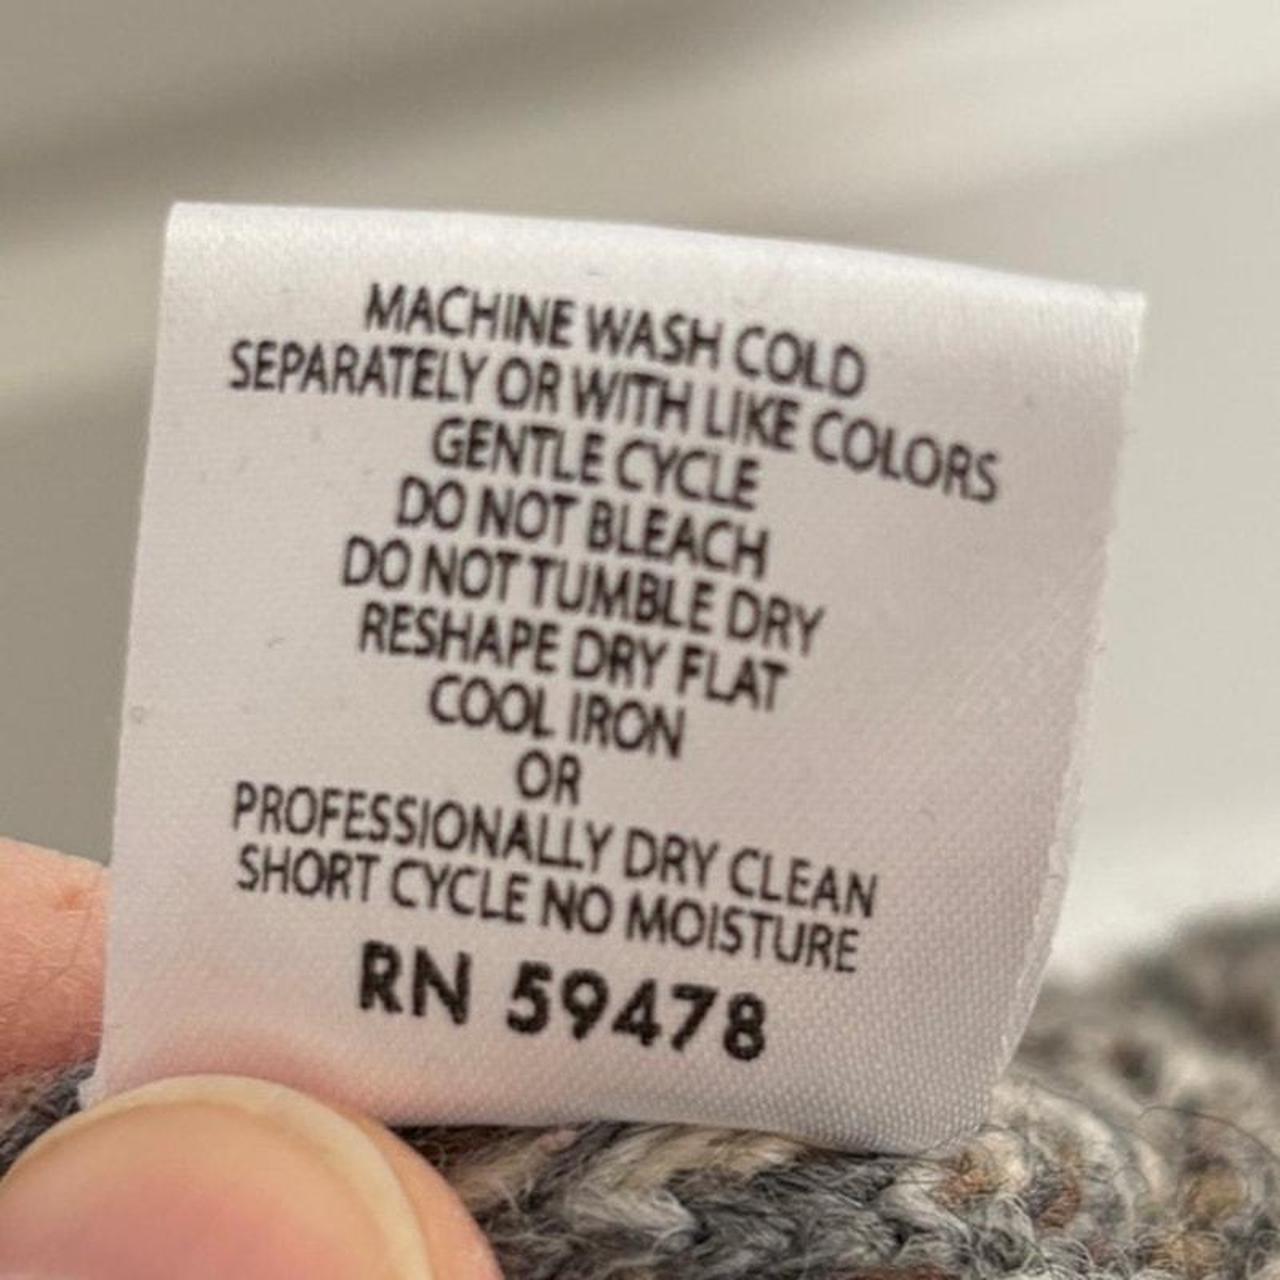 MACHINE WASH COLD
SEPARATELY OR WITH LIKE COLORS
GENTLE CYCLE
DO NOT BLEACH
DO NOT TUMBLE DRY
RESHAPE DRY FLAT
COOL IRON
OR
PROFESSIONALLY DRY CLEAN
SHORT CYCLE NO MOISTURE
RN 59478